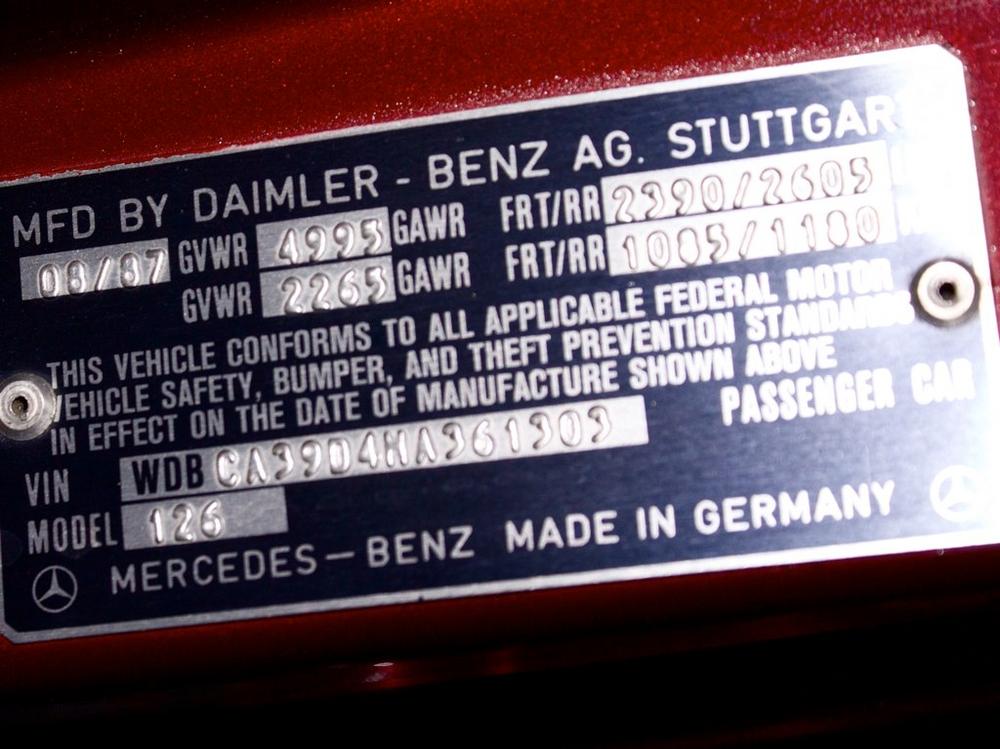 MFD BY DAIMLER - BENZ AG. STUTTGART
08/87 GVWR 4995 GAWR FRT/RR 2390/2605
GVWR 2265 GAWR FRT/RR 1085/1180
THIS VEHICLE CONFORMS TO ALL APPLICABLE FEDERAL MOTOR
VEHICLE SAFETY, BUMPER, AND THEFT PREVENTION STANDARDS
IN EFFECT ON THE DATE OF MANUFACTURE SHOWN ABOVE
VIN WDB CA39D4HA361303 PASSENGER CAR
MODEL 126
MERCEDES-BENZ MADE IN GERMANY